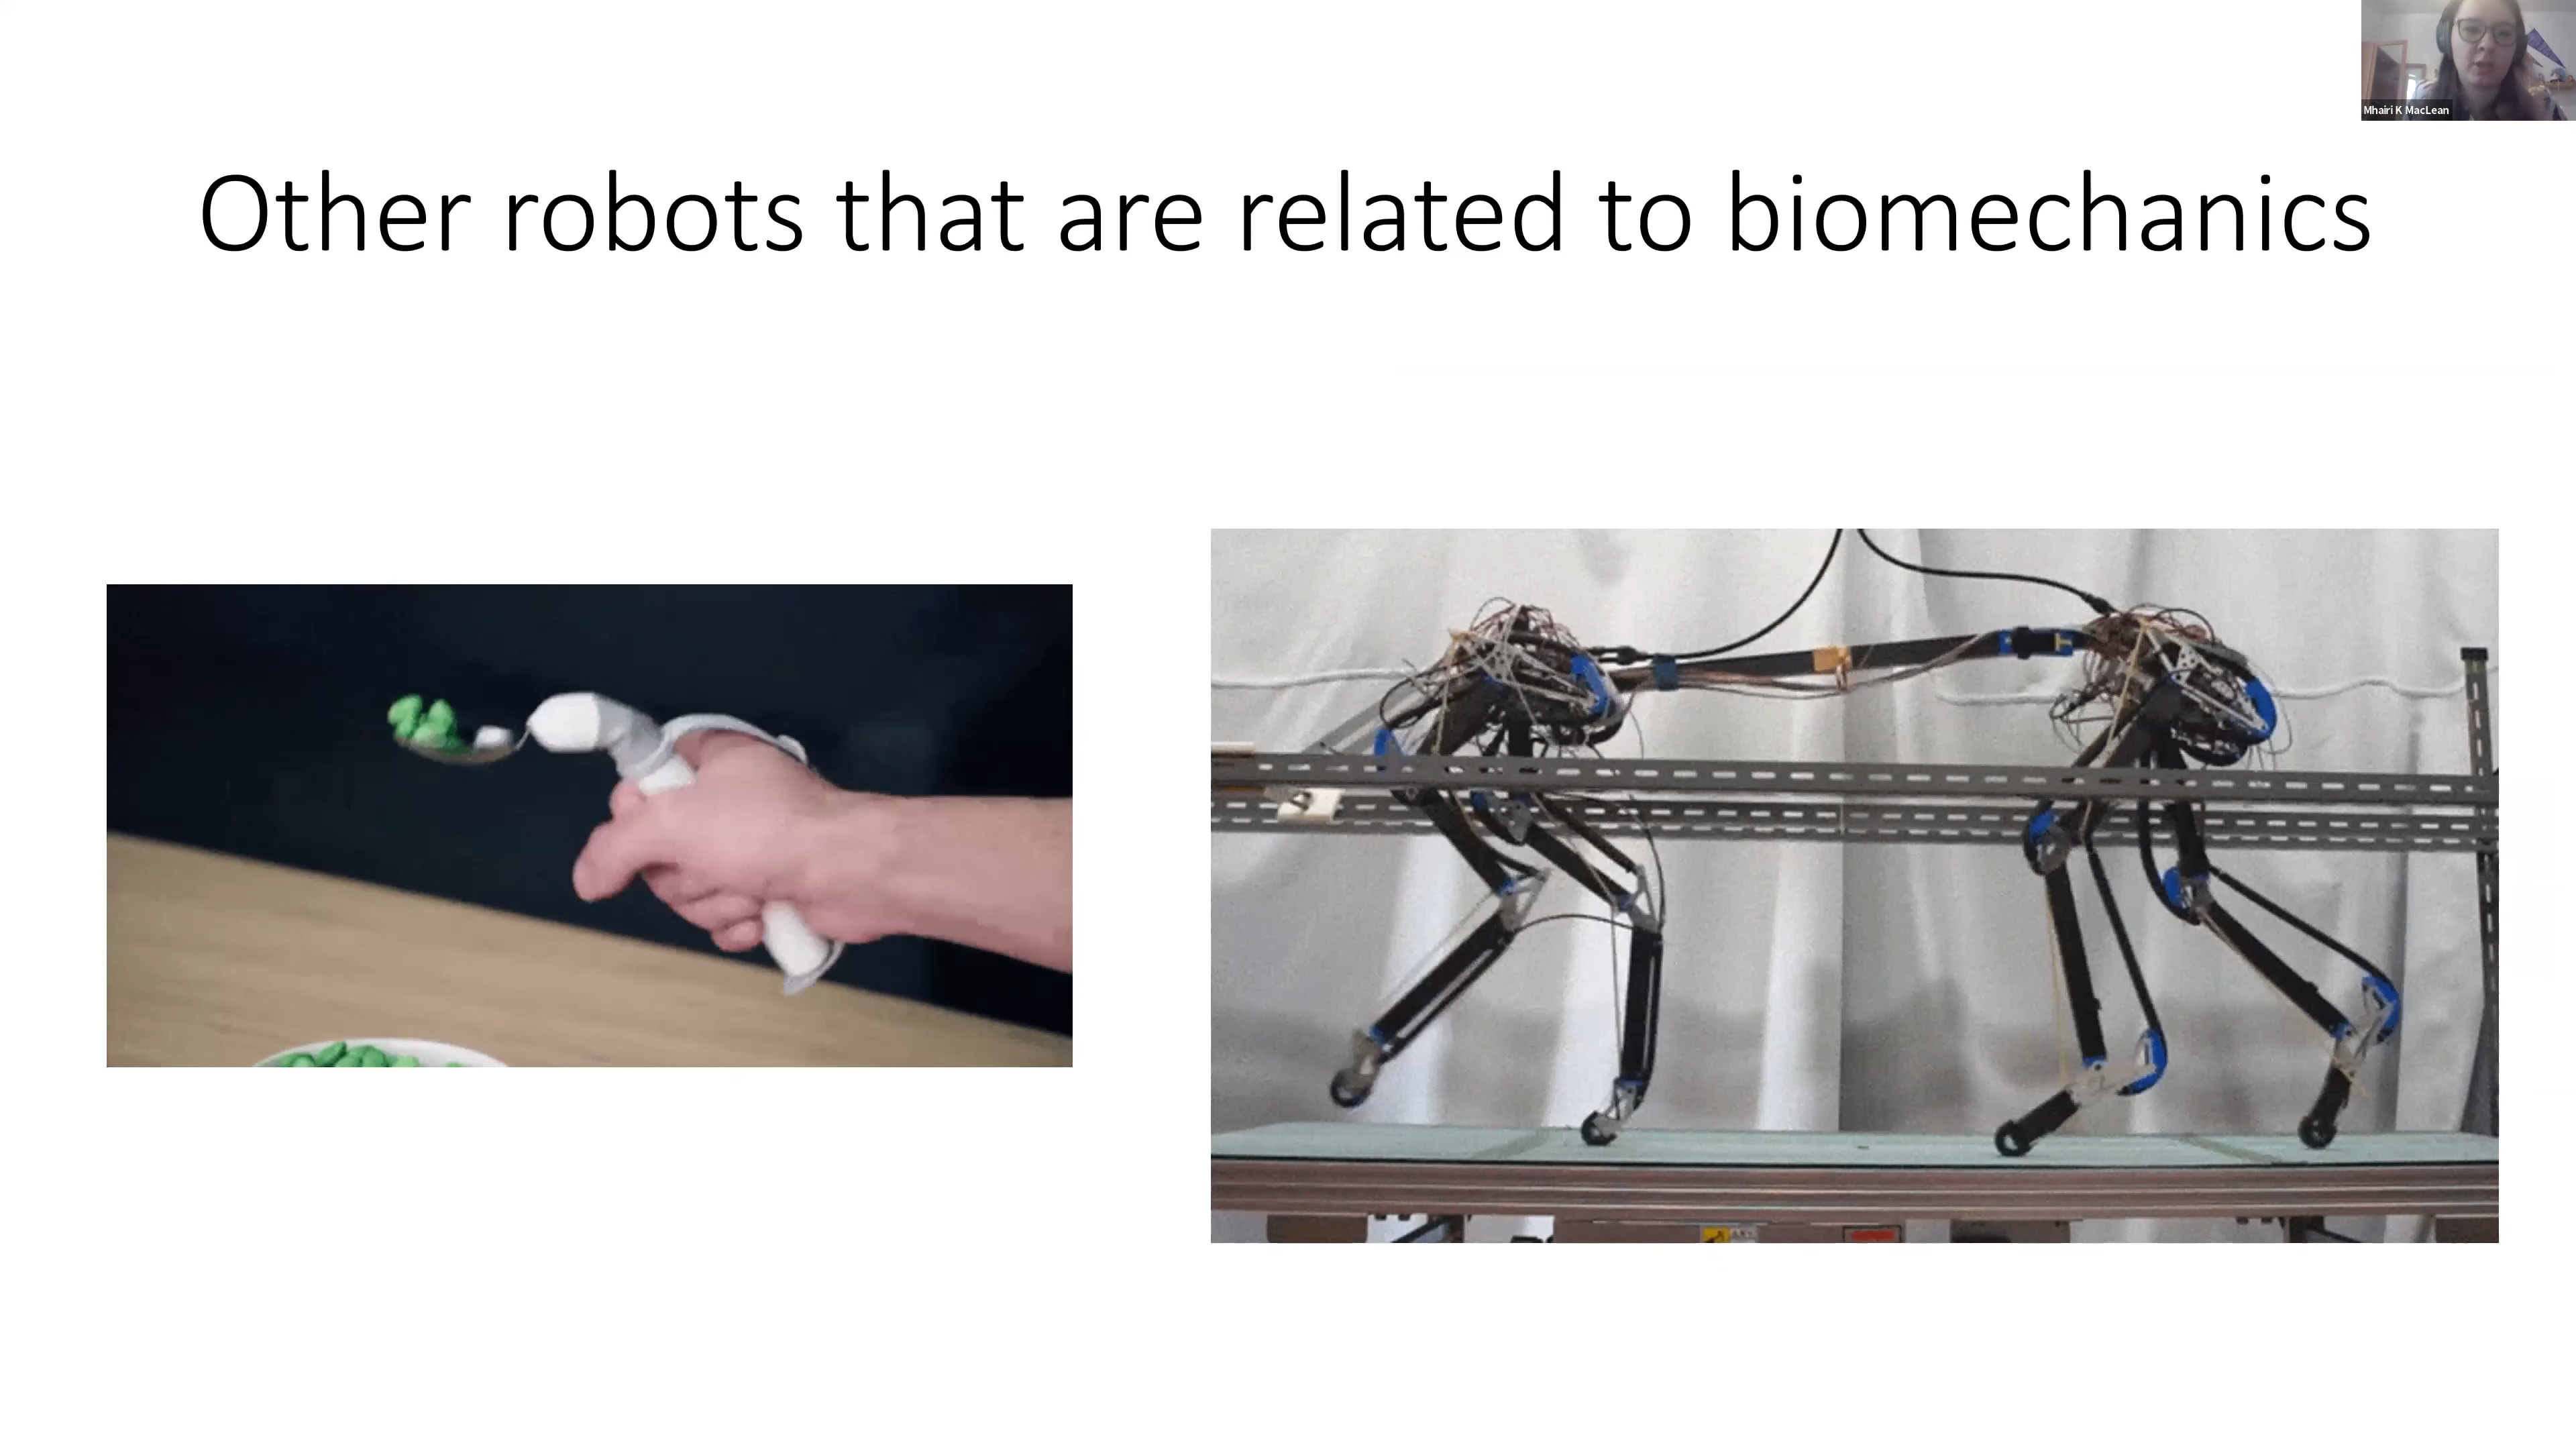 Mhairi K MacLean
Other robots that are related to biomechanics